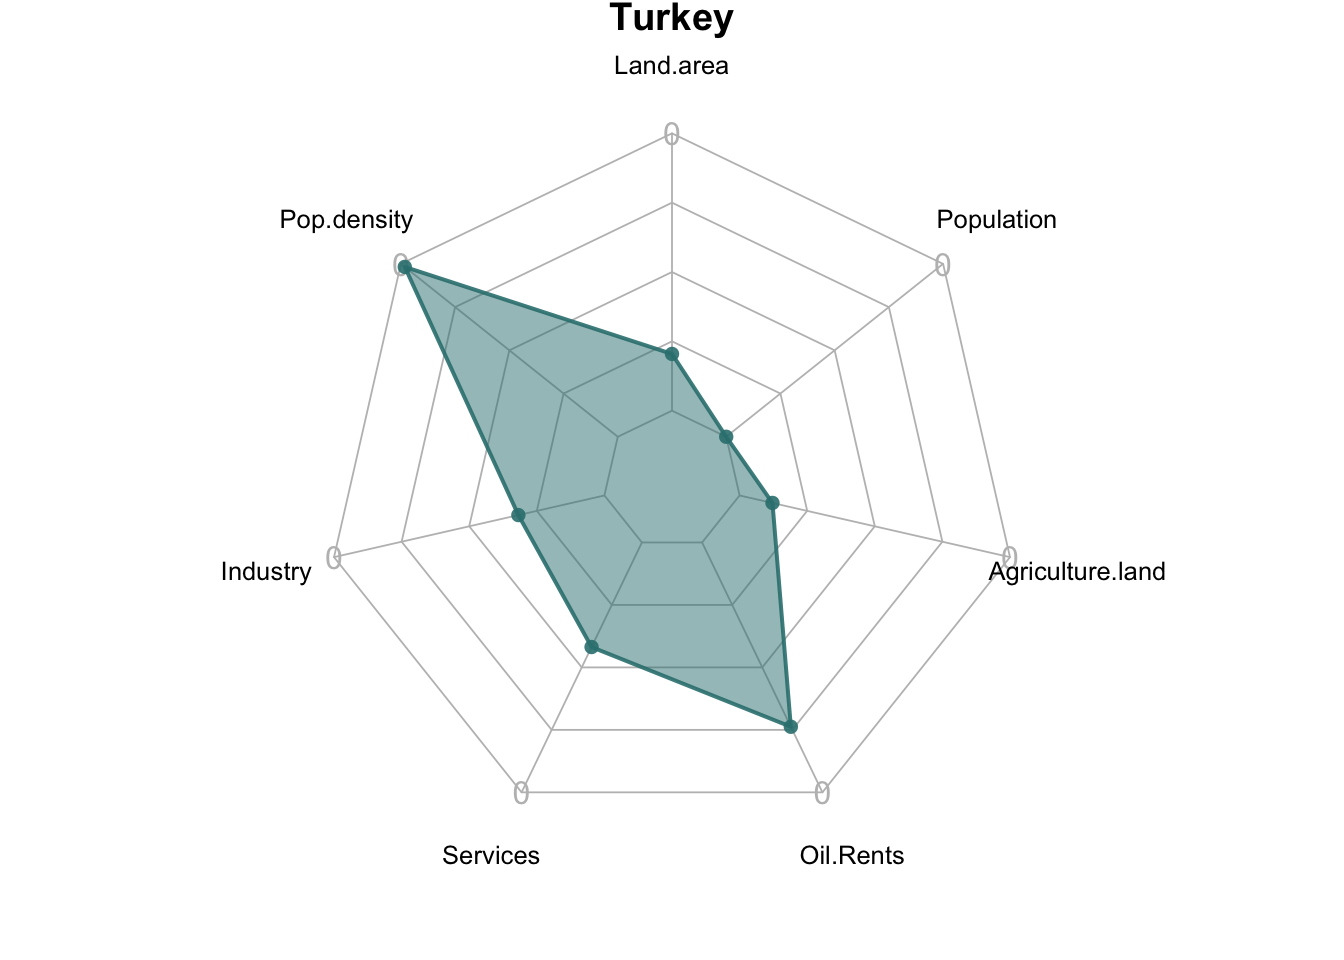 Turkey
Land.area
0
Pop.density
Population
0
0
0
0
Industry
Agriculture.land
0
0
Services
Oil.Rents